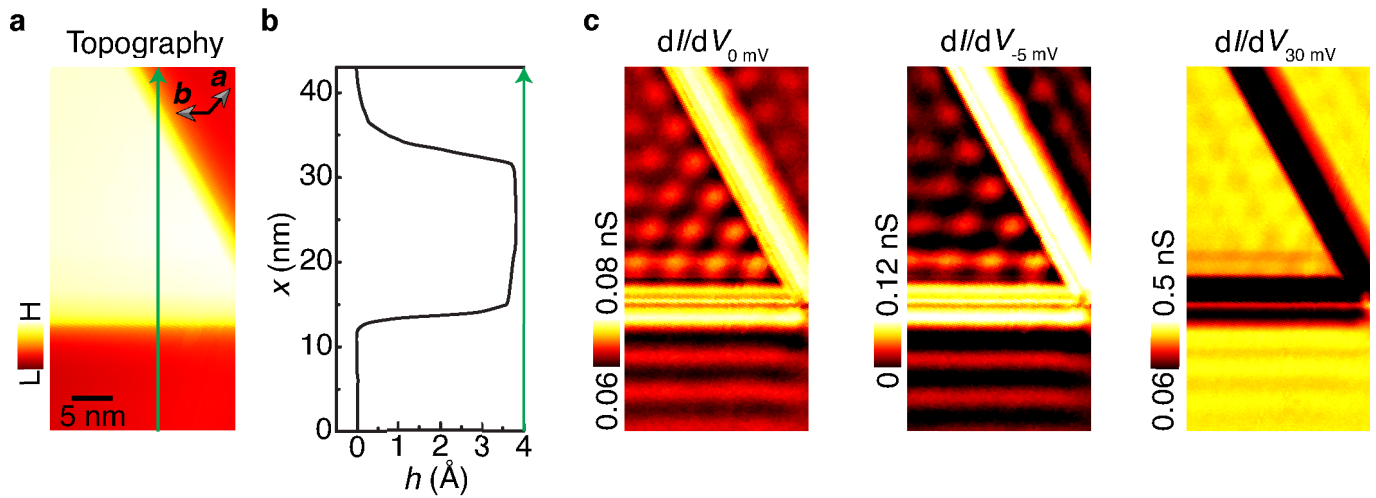 a
Topography
b
a
H
L
5 nm
b
40
30
20
10
0
x (nm)
0 1 2 3 4
h (Å)
c
dI/dV0 mV
0.08 nS
0.06
dI/dV-5 mV
0.12 nS
0
dI/dV30 mV
0.5 nS
0.06